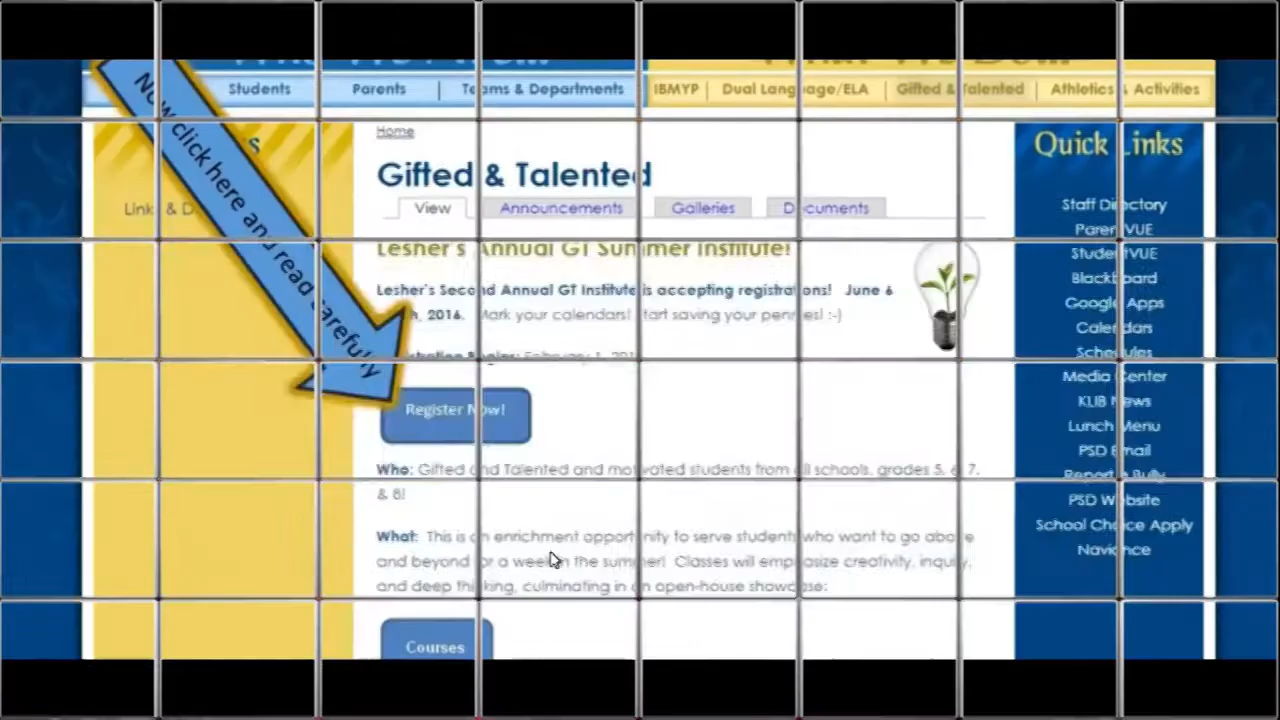 Students
Parents
Teams & Departments
IBMYP
Dual Language/ELA
Gifted & Talented
Athletics & Activities
Now click here and read carefully
Home
Gifted & Talented
View
Announcements
Galleries
Documents
Lesher's Annual GT Summer Institute!
Lesher's Second Annual GT Institute is accepting registrations! June 6
2016. Mark your calendars! Start saving your pennies! :-)
Register Now!
Who: Gifted and Talented and motivated students from all schools, grades 5, 6, 7,
& 8!
What: This is an enrichment opportunity to serve students who want to go above
and beyond for a week in the summer! Classes will emphasize creativity, inquiry,
and deep thinking, culminating in an open-house showcase:
Courses
Quick Links
Staff Directory
ParentVUE
StudentVUE
Blackboard
Google Apps
Calendars
Schedules
Media Center
KLIB News
Lunch Menu
PSD Email
Report a Bully
PSD Website
School Choice Apply
Naviance